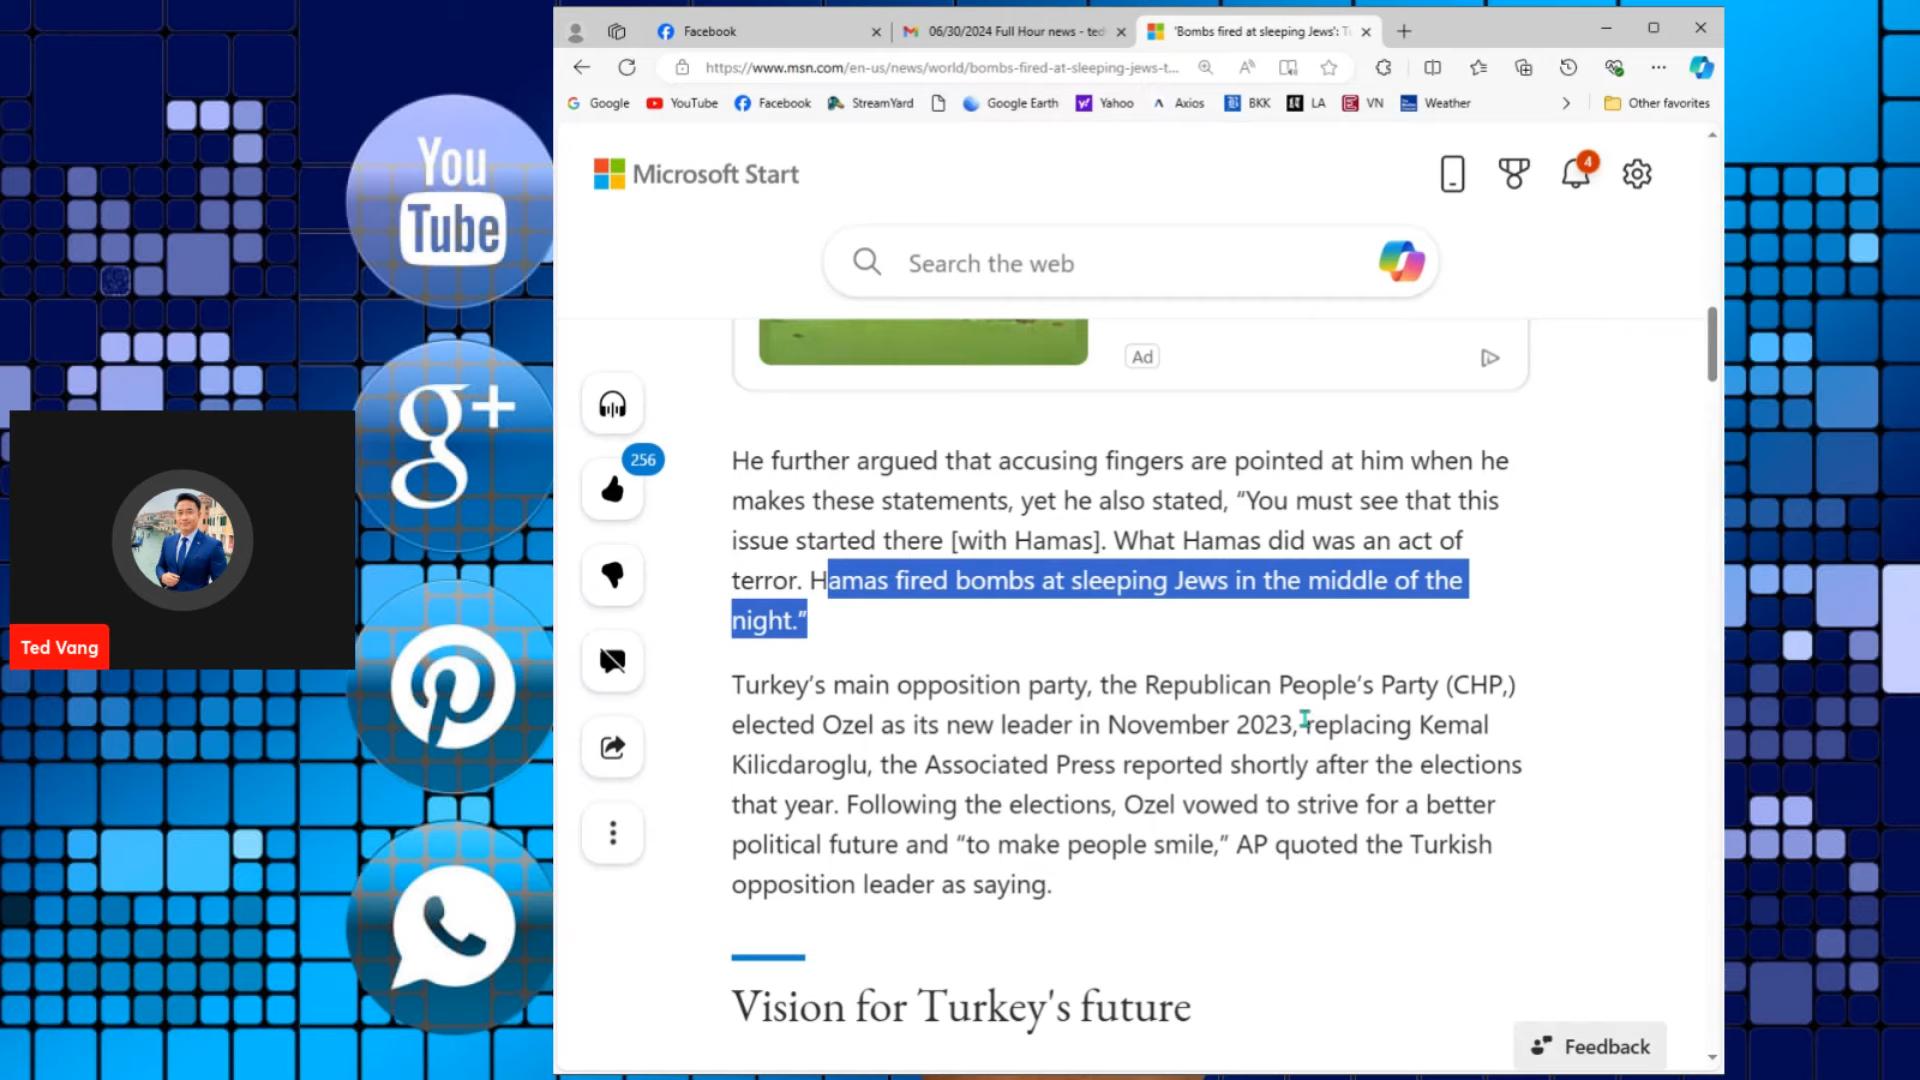 Facebook
06/30/2024 Full Hour news - ted
'Bombs fired at sleeping Jews': Tu
https://www.msn.com/en-us/news/world/bombs-fired-at-sleeping-jews-t...
Google
YouTube
Facebook
StreamYard
Google Earth
Yahoo
Axios
BKK
LA
VN
Weather
Other favorites
Microsoft Start
4
Search the web
Ad
256
He further argued that accusing fingers are pointed at him when he
makes these statements, yet he also stated, “You must see that this
issue started there [with Hamas]. What Hamas did was an act of
terror. Hamas fired bombs at sleeping Jews in the middle of the
night.”
Turkey’s main opposition party, the Republican People’s Party (CHP,)
elected Ozel as its new leader in November 2023, replacing Kemal
Kilicdaroglu, the Associated Press reported shortly after the elections
that year. Following the elections, Ozel vowed to strive for a better
political future and “to make people smile,” AP quoted the Turkish
opposition leader as saying.
Vision for Turkey's future
Feedback
You
Tube
g+
Ted Vang